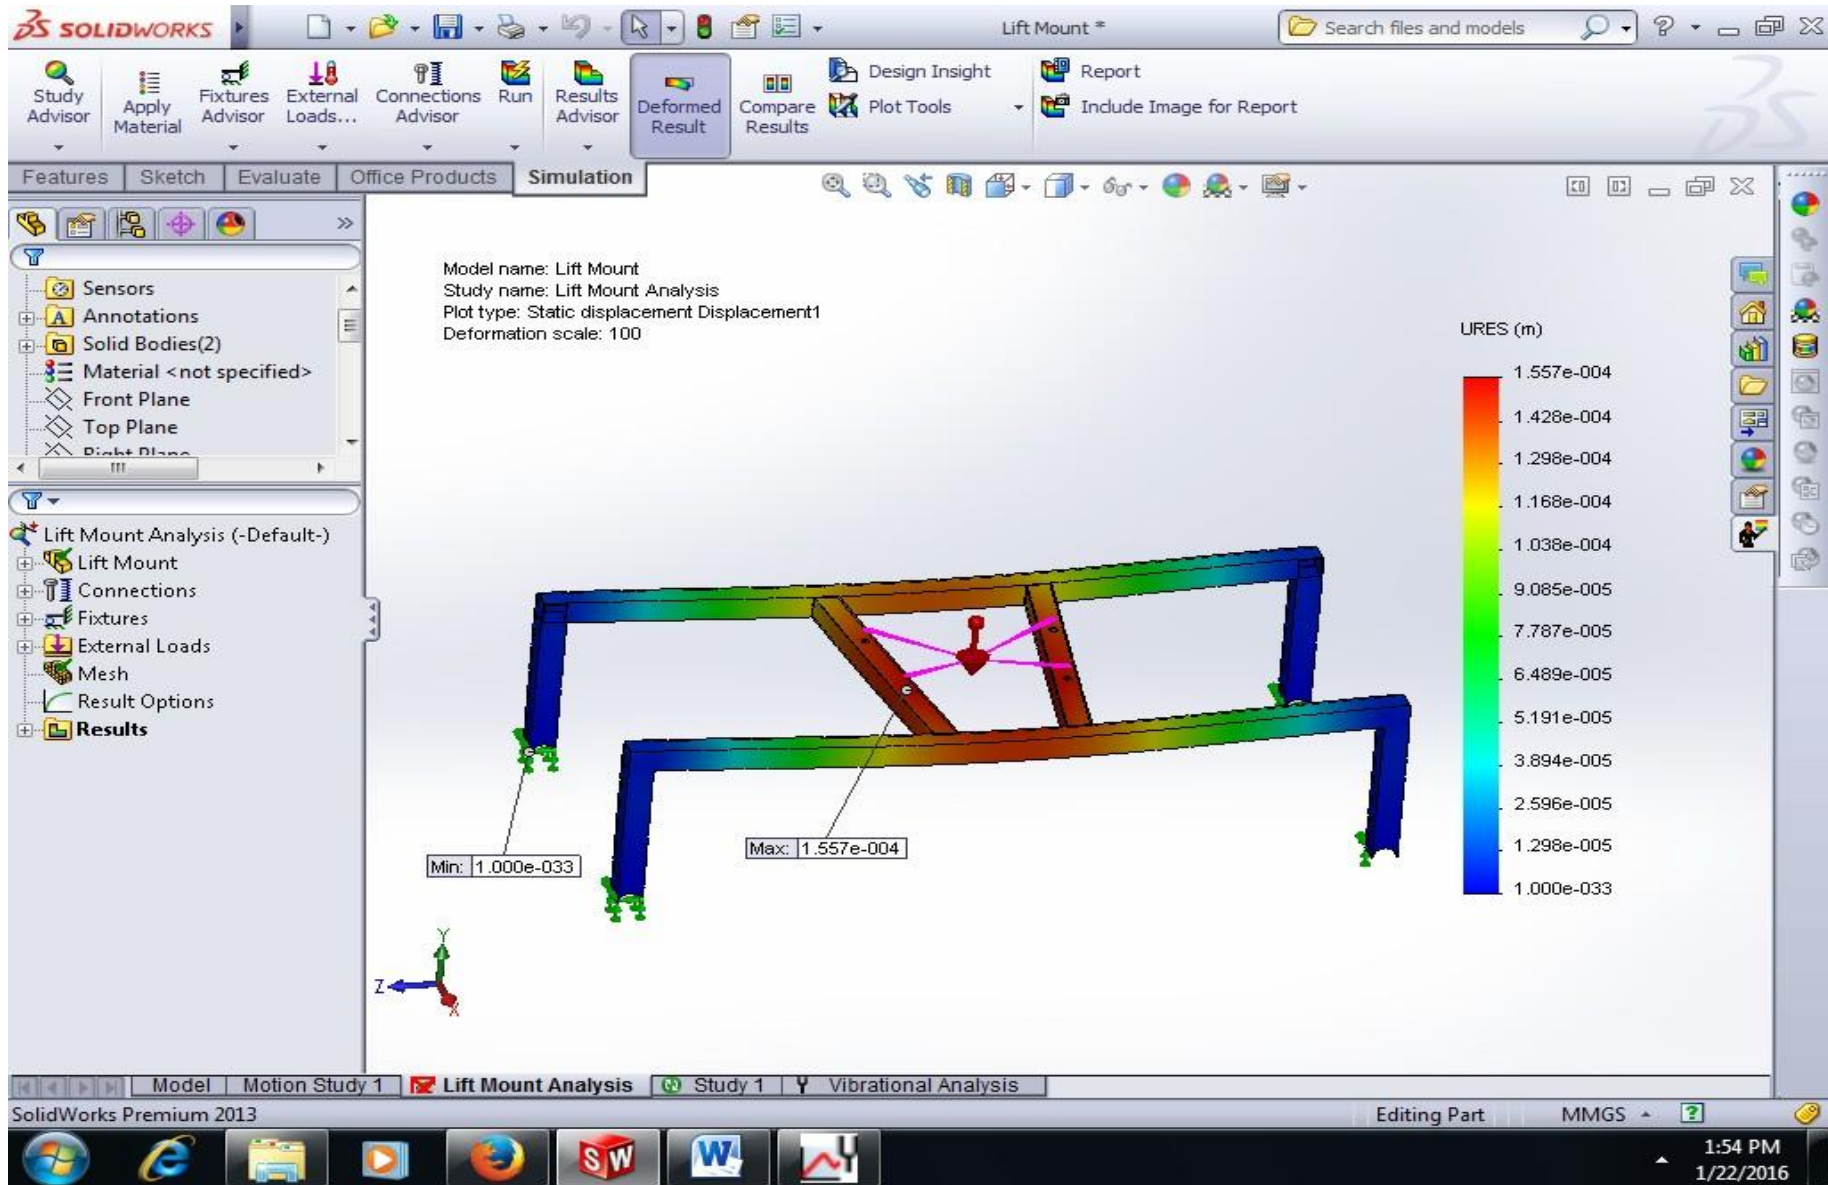 SOLIDWORKS
Lift Mount *
Search files and models
?
Study Advisor
Apply Material
Fixtures Advisor
External Loads...
Connections Advisor
Run
Results Advisor
Deformed Result
Compare Results
Design Insight
Plot Tools
Report
Include Image for Report
Features
Sketch
Evaluate
Office Products
Simulation
Sensors
Annotations
Solid Bodies(2)
Material <not specified>
Front Plane
Top Plane
Right Plane
Lift Mount Analysis (-Default-)
Lift Mount
Connections
Fixtures
External Loads
Mesh
Result Options
Results
Model name: Lift Mount
Study name: Lift Mount Analysis
Plot type: Static displacement Displacement1
Deformation scale: 100
URES (m)
1.557e-004
1.428e-004
1.298e-004
1.168e-004
1.038e-004
9.085e-005
7.787e-005
6.489e-005
5.191e-005
3.894e-005
2.596e-005
1.298e-005
1.000e-033
Max: 1.557e-004
Min: 1.000e-033
Y
Z
X
Model
Motion Study 1
Lift Mount Analysis
Study 1
Vibrational Analysis
SolidWorks Premium 2013
Editing Part
MMGS
?
SW
W
1:54 PM
1/22/2016